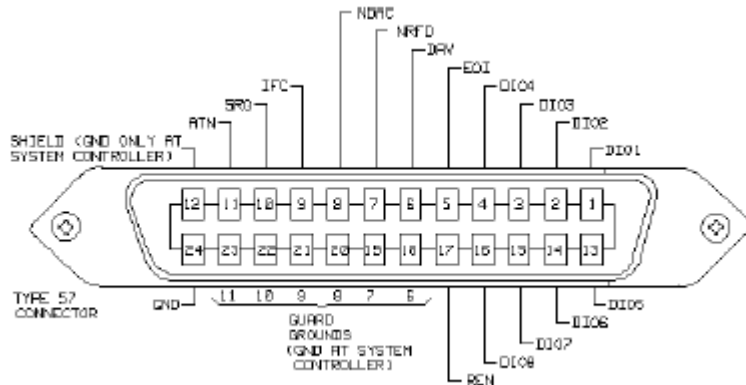 NDAC
NRFD
DAV
EOI
IFC
DIO4
SRQ
DIO3
ATN
DIO2
SHIELD (GND ONLY AT
SYSTEM CONTROLLER)
DIO1
12 11 10 9 8 7 6 5 4 3 2 1
24 23 22 21 20 19 18 17 16 15 14 13
TYPE 57
CONNECTOR
GND
11 10 9 8 7 6
DIO5
GUARD
GROUNDS
(GND AT SYSTEM
CONTROLLER)
DIO6
DIO7
DIO8
REN